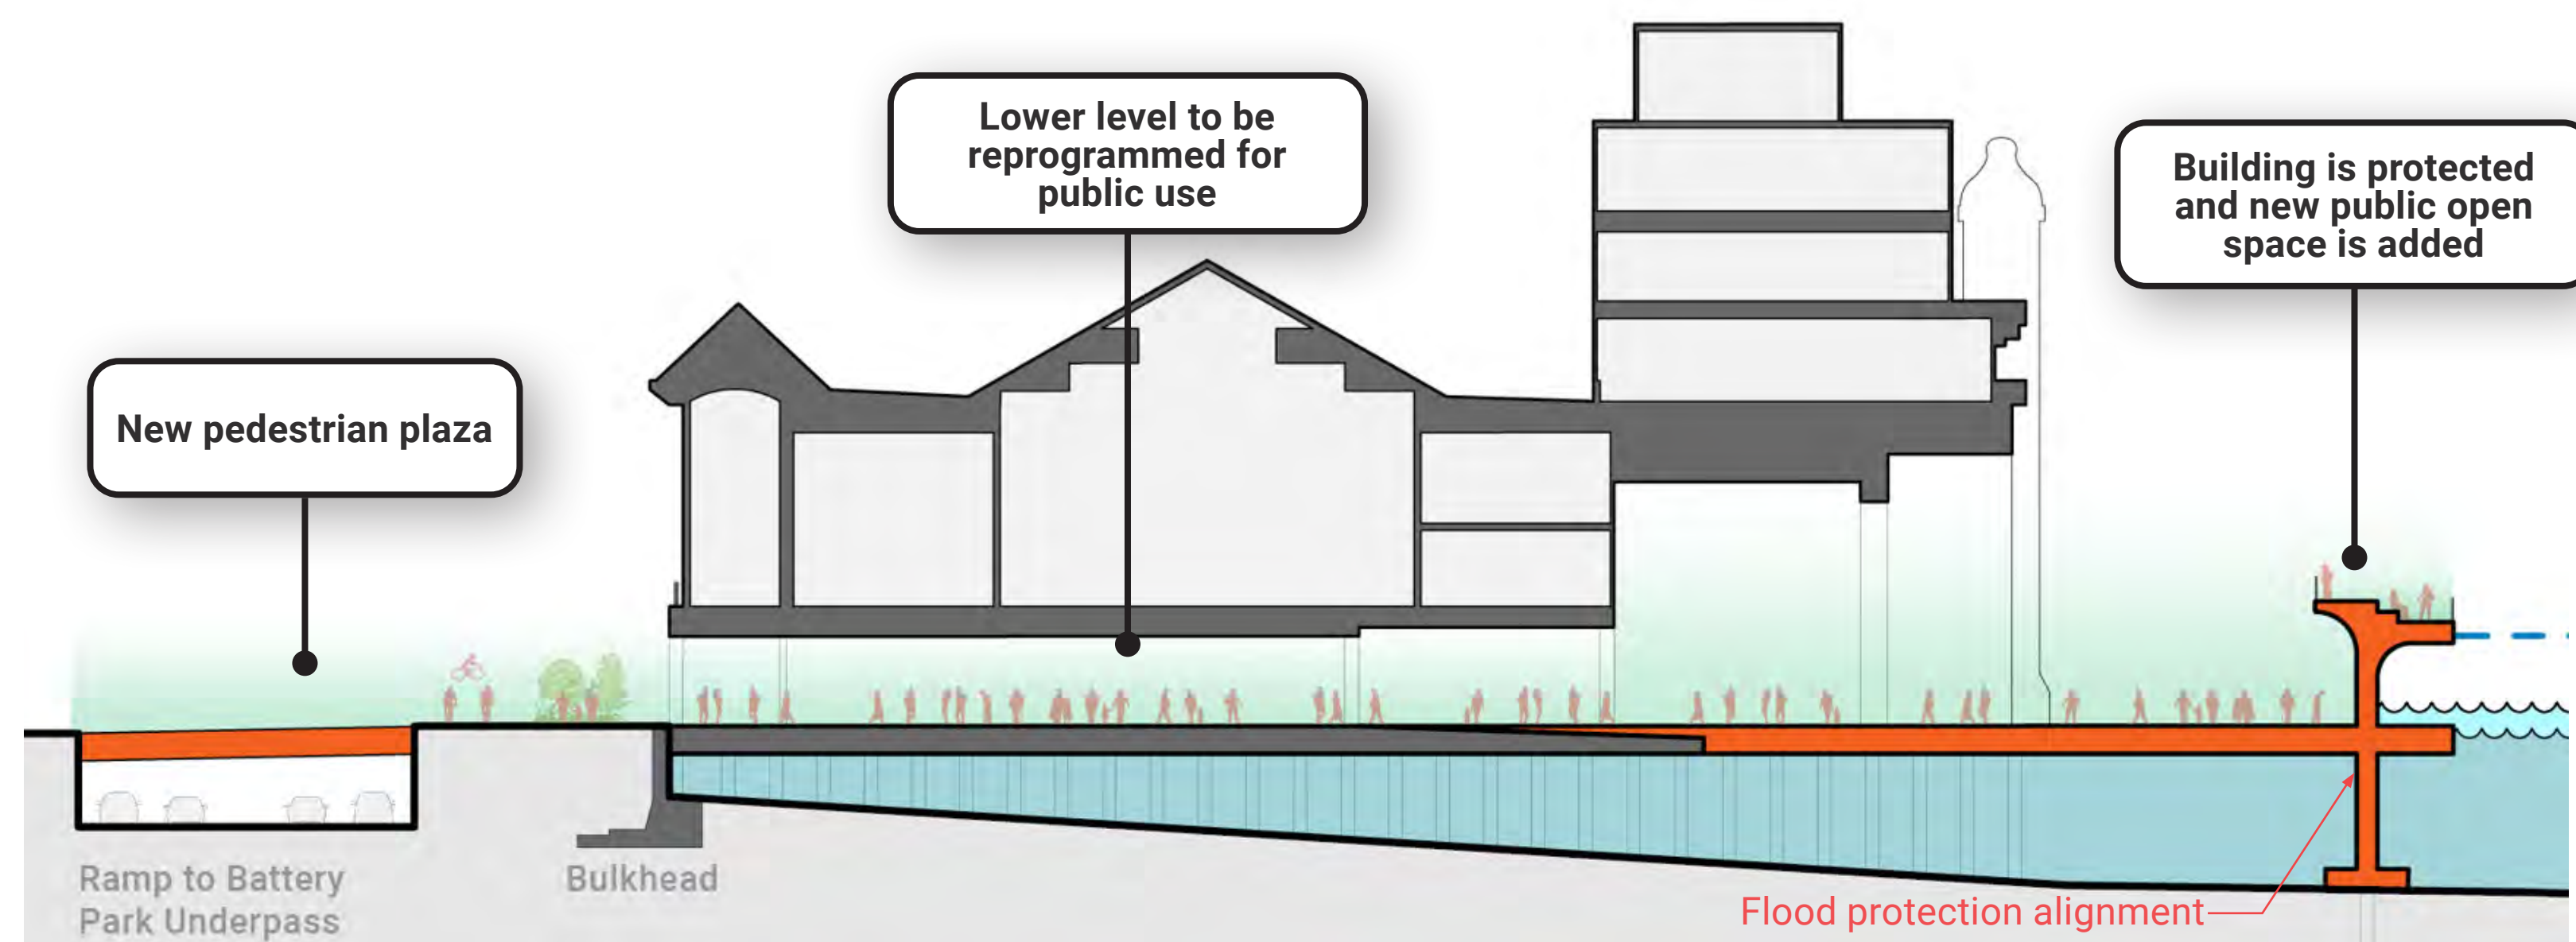 Lower level to be
reprogrammed for
public use
Building is protected
and new public open
space is added
New pedestrian plaza
Ramp to Battery
Park Underpass
Bulkhead
Flood protection alignment